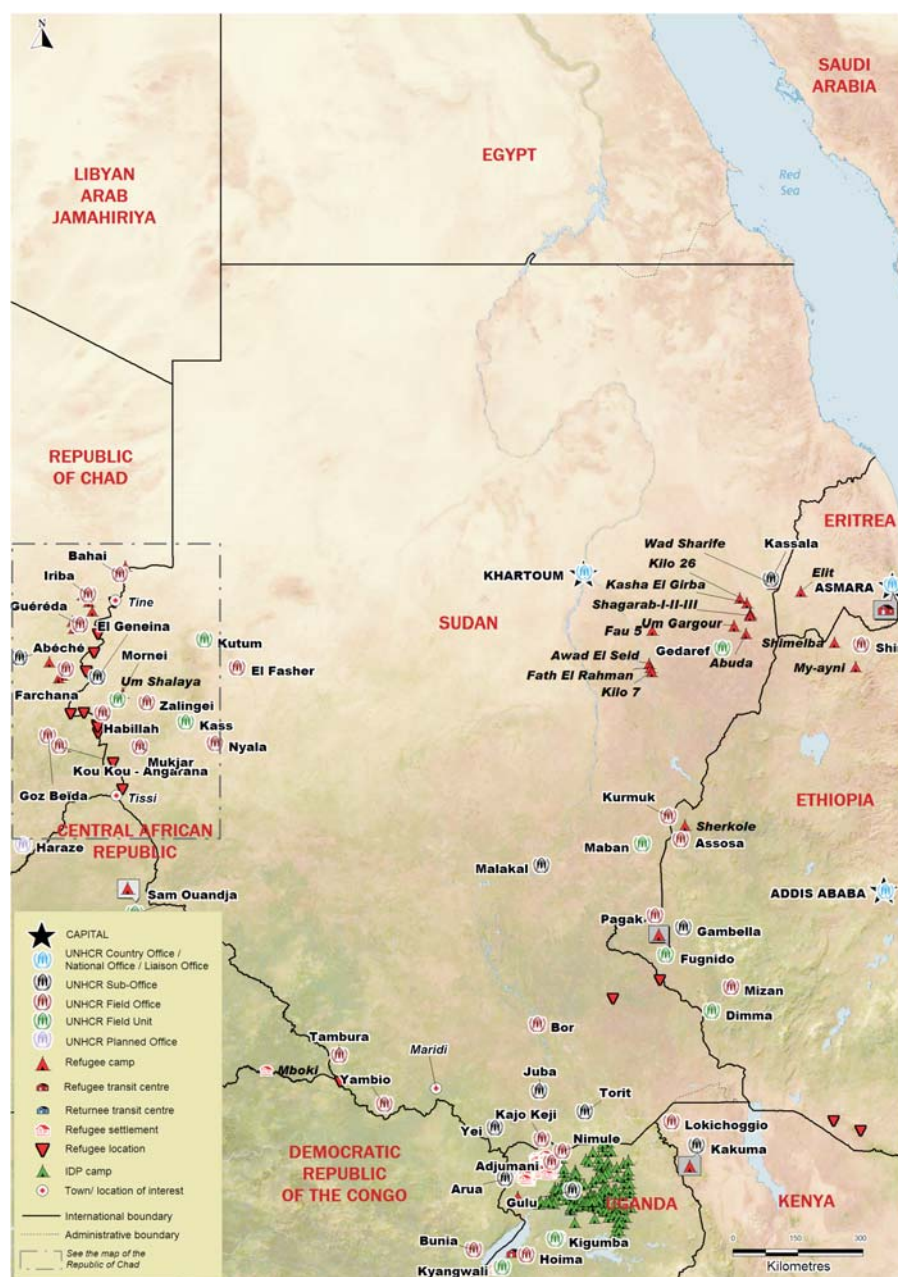 N
SAUDI
ARABIA
EGYPT
LIBYAN
ARAB
JAMAHIRIYA
Red
Sea
REPUBLIC
OF CHAD
ERITREA
Wad Sharife
Kassala
Bahai
Kilo 26
Elit
KHARTOUM
ASMARA
Iriba
Kasha El Girba
Tine
Shagarab-I-II-III
Guéréda
SUDAN
Um Gargour
El Geneina
Fau 5
Kutum
Shimelba
Shi
Abéché
Gedaref
Abuda
Mornei
Awad El Seid
El Fasher
My-ayni
Um Shalaya
Fath El Rahman
Farchana
Kilo 7
Zalingei
Kass
Habillah
Nyala
Mukjar
Kou Kou - Angarana
Goz Beïda
Tissi
ETHIOPIA
Kurmuk
CENTRAL AFRICAN
REPUBLIC
Sherkole
Haraze
Maban
Assosa
Malakal
Sam Ouandja
ADDIS ABABA
Pagak
Gambella
Fugnido
Mizan
Dimma
Bor
Tambura
Maridi
Mboki
Yambio
Juba
Torit
Kajo Keji
Yei
Lokichoggio
Nimule
Kakuma
DEMOCRATIC
REPUBLIC
OF THE CONGO
Adjumani
Arua
Gulu
UGANDA
KENYA
Bunia
Kigumba
Hoima
Kyangwali
CAPITAL
UNHCR Country Office /
National Office / Liaison Office
UNHCR Sub-Office
UNHCR Field Office
UNHCR Field Unit
UNHCR Planned Office
Refugee camp
Refugee transit centre
Returnee transit centre
Refugee settlement
Refugee location
IDP camp
Town/ location of interest
International boundary
Administrative boundary
See the map of the
Republic of Chad
0 150 300
Kilometres